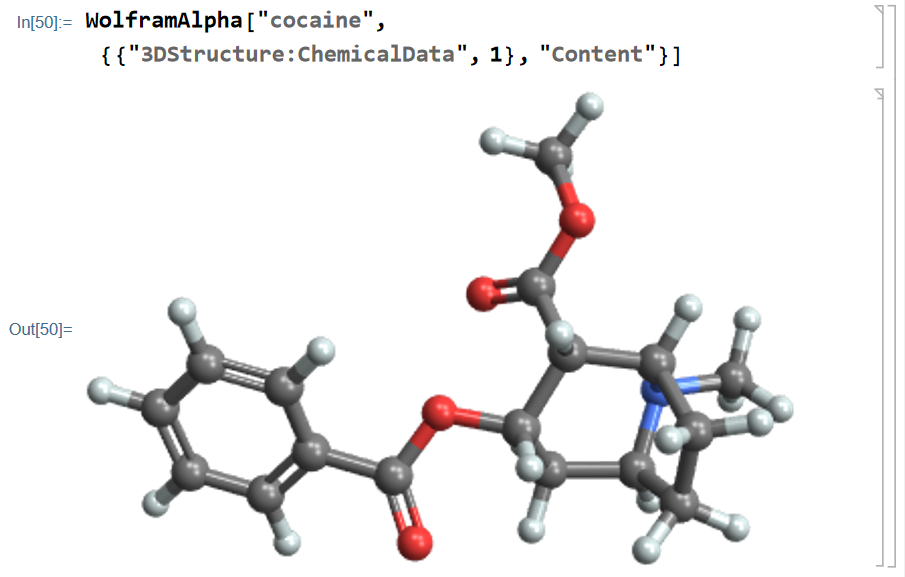 In[50]:= WolframAlpha["cocaine",
{{"3DStructure:ChemicalData", 1}, "Content"}]
Out[50]=